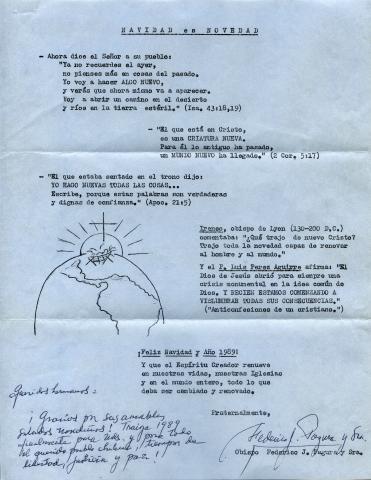 NAVIDAD es NOVEDAD
- Ahora dice el Señor a su pueblo:
"Ya no recuerdes el ayer,
no pienses más en cosas del pasado.
Yo voy a hacer ALGO NUEVO,
y verás que ahora mismo va a aparecer.
Voy a abrir un camino en el desierto
y ríos en la tierra estéril." (Isa. 43:18,19)
- "El que está en Cristo,
es una CRIATURA NUEVA.
Para él lo antiguo ha pasado,
un MUNDO NUEVO ha llegado." (2 Cor. 5:17)
- "El que estaba sentado en el trono dijo:
YO HAGO NUEVAS TODAS LAS COSAS...
Escribe, porque estas palabras son verdaderas
y dignas de confianza." (Apoc. 21:5)
Ireneo, obispo de Lyon (130-200 D.C.)
comentaba: "¿Qué trajo de nuevo Cristo?
Trajo toda la novedad capaz de renovar
al hombre y al mundo."
Y el P. Luis Perez Aguirre afirma: "El
Dios de Jesús abrió para siempre una
crisis monumental en la idea común de
Dios, Y RECIEN ESTAMOS COMENZANDO A
VISLUMBRAR TODAS SUS CONSECUENCIAS."
("Anticonfesiones de un cristiano.")
¡Feliz Navidad y Año 1989!
Y que el Espíritu Creador renueve
en nuestras vidas, nuestras Iglesias
y en el mundo entero, todo lo que
deba ser cambiado y renovado.
Fraternalmente,
Queridos hermanos:
¡Gracias por sus amables
saludos navideños! Traiga 1989
para Uds. y para todo
el querido pueblo chileno, tiempos de
libertad, justicia y paz!
Federico J. Pagura y Sra.
Obispo Federico J. Pagura y Sra.